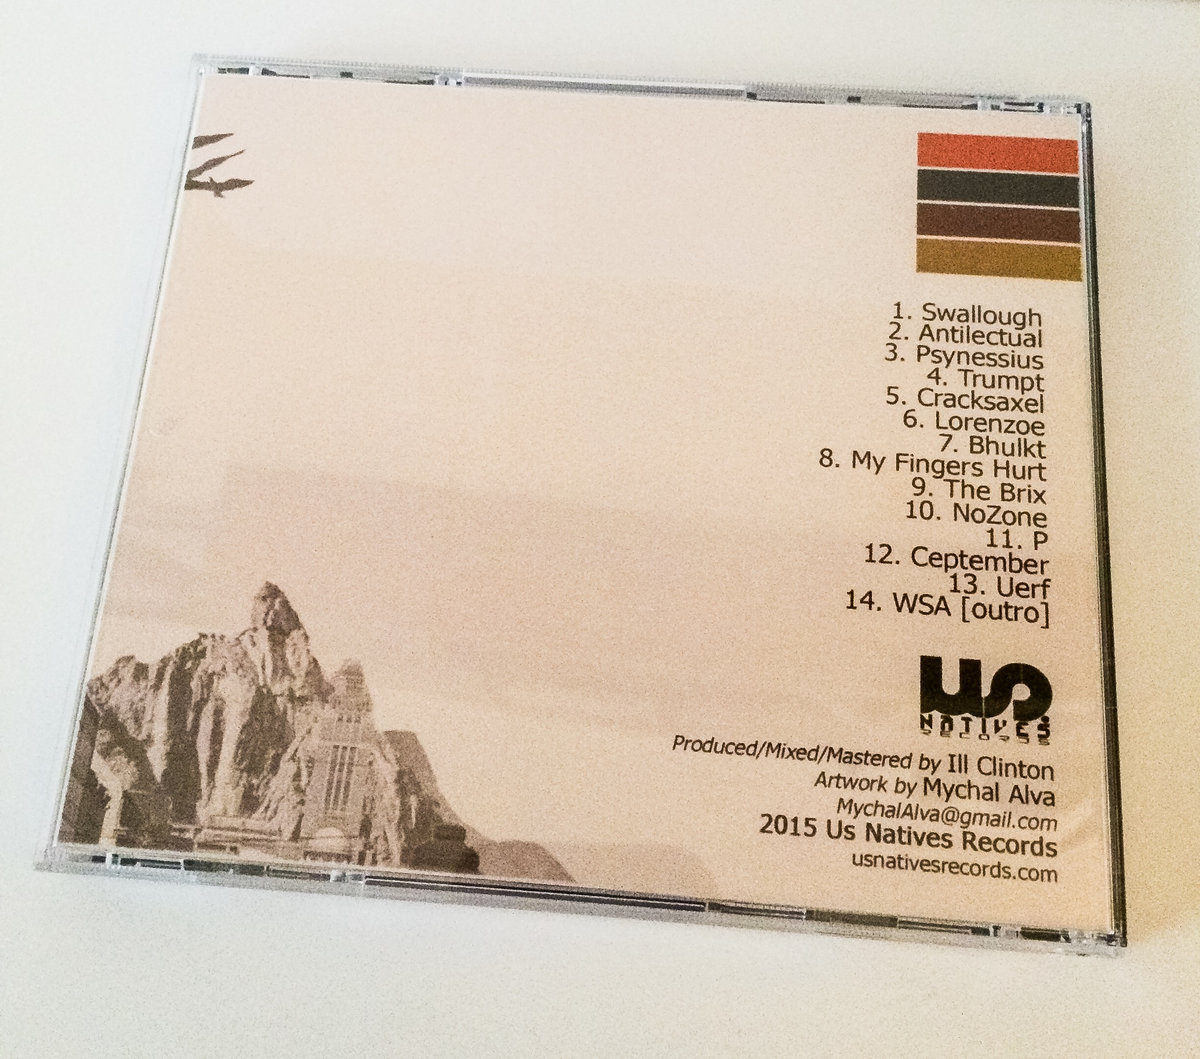 1. Swallough
2. Antilectual
3. Psynessius
4. Trumpt
5. Cracksaxel
6. Lorenzoe
7. Bhulkt
8. My Fingers Hurt
9. The Brix
10. NoZone
11. P
12. Ceptember
13. Uerf
14. WSA [outro]
US
NATIVES
RECORDS
Produced/Mixed/Mastered by Ill Clinton
Artwork by Mychal Alva
MychalAlva@gmail.com
2015 Us Natives Records
usnativesrecords.com